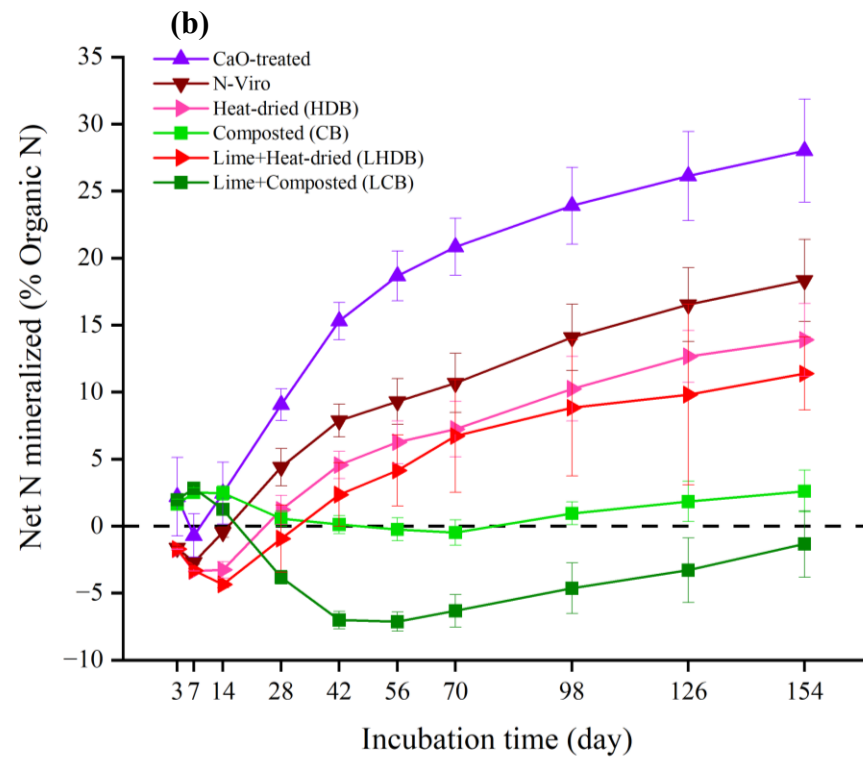 (b)
CaO-treated
N-Viro
Heat-dried (HDB)
Composted (CB)
Lime+Heat-dried (LHDB)
Lime+Composted (LCB)
Net N mineralized (% Organic N)
35
30
25
20
15
10
5
0
−5
−10
3 7 14 28 42 56 70 98 126 154
Incubation time (day)